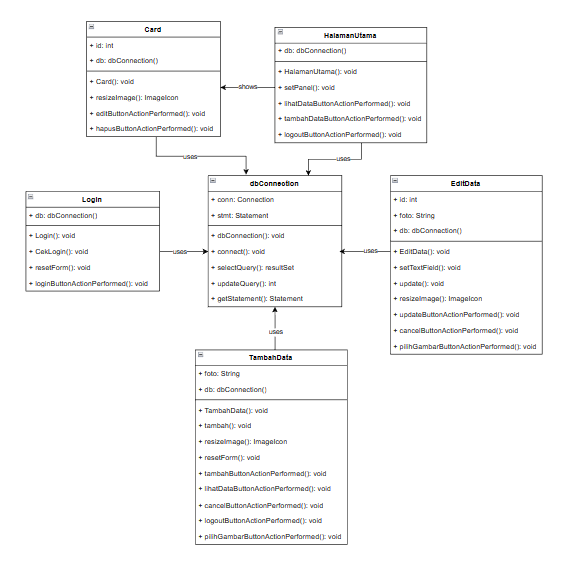 Card
+ id: int
+ db: dbConnection()
+ Card(): void
+ resizeImage(): ImageIcon
+ editButtonActionPerformed(): void
+ hapusButtonActionPerformed(): void
HalamanUtama
+ db: dbConnection()
+ HalamanUtama(): void
+ setPanel(): void
+ lihatDataButtonActionPerformed(): void
+ tambahDataButtonActionPerformed(): void
+ logoutButtonActionPerformed(): void
shows
uses
uses
Login
+ db: dbConnection()
+ Login(): void
+ CekLogin(): void
+ resetForm(): void
+ loginButtonActionPerformed(): void
uses
dbConnection
+ conn: Connection
+ stmt: Statement
+ dbConnection(): void
+ connect(): void
+ selectQuery(): resultSet
+ updateQuery(): int
+ getStatement(): Statement
uses
EditData
+ id: int
+ foto: String
+ db: dbConnection()
+ EditData(): void
+ setTextField(): void
+ update(): void
+ resizeImage(): ImageIcon
+ updateButtonActionPerformed(): void
+ cancelButtonActionPerformed(): void
+ pilihGambarButtonActionPerformed(): void
uses
TambahData
+ foto: String
+ db: dbConnection()
+ TambahData(): void
+ tambah(): void
+ resizeImage(): ImageIcon
+ resetForm(): void
+ tambahButtonActionPerformed(): void
+ lihatDataButtonActionPerformed(): void
+ cancelButtonActionPerformed(): void
+ logoutButtonActionPerformed(): void
+ pilihGambarButtonActionPerformed(): void